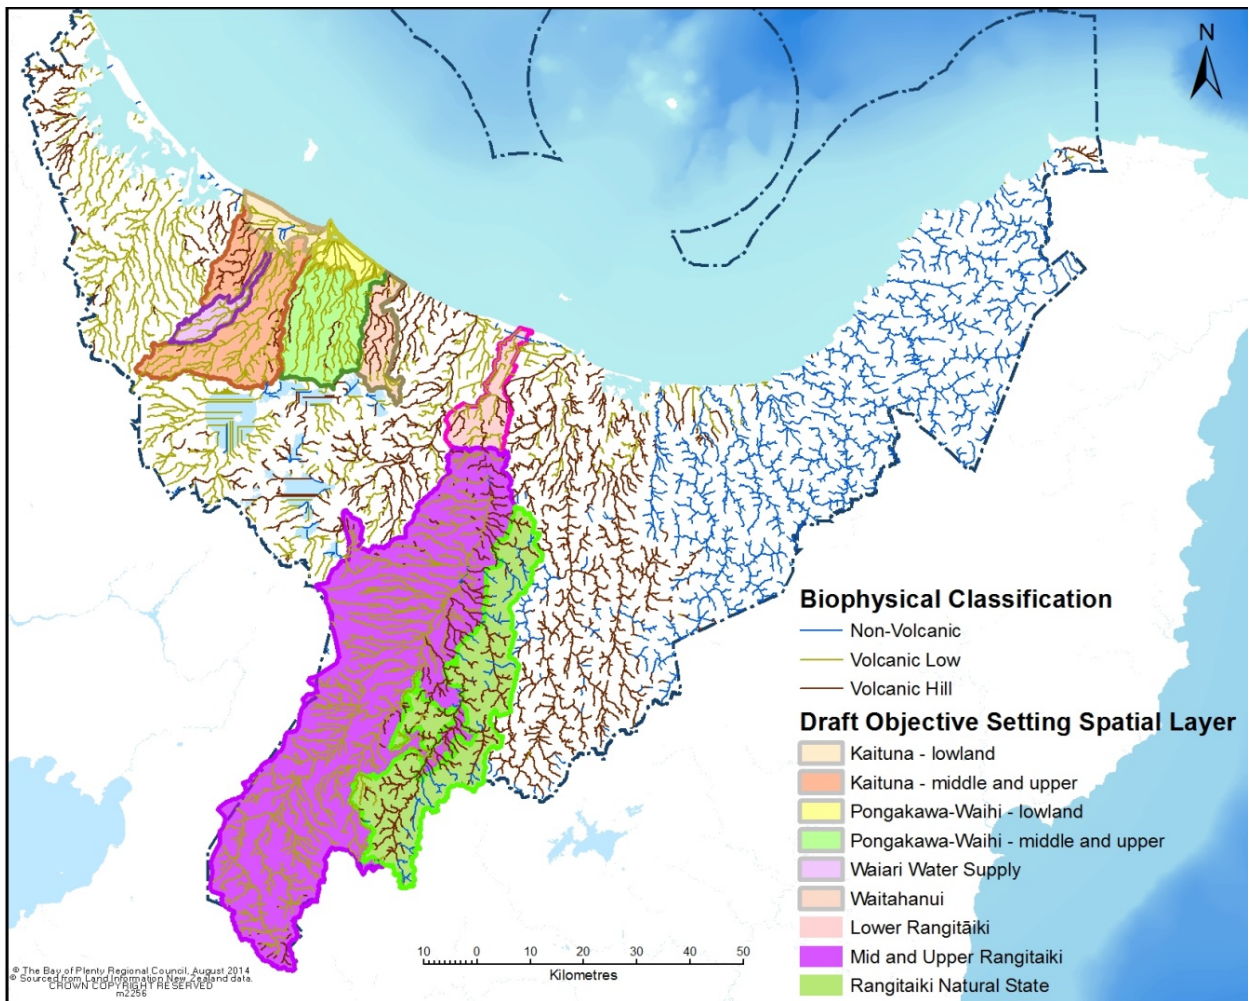 N
Biophysical Classification
Non-Volcanic
Volcanic Low
Volcanic Hill
Draft Objective Setting Spatial Layer
Kaituna - lowland
Kaituna - middle and upper
Pongakawa-Waihi - lowland
Pongakawa-Waihi - middle and upper
Waiari Water Supply
Waitahanui
Lower Rangitāiki
Mid and Upper Rangitaiki
Rangitaiki Natural State
10 0 10 20 30 40 50
Kilometres
© The Bay of Plenty Regional Council, August 2014
© Sourced from Land Information New Zealand data.
CROWN COPYRIGHT RESERVED
m2256